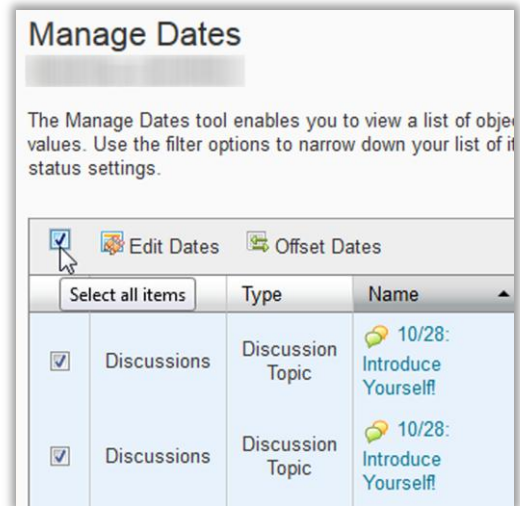 Manage Dates
The Manage Dates tool enables you to view a list of
values. Use the filter options to narrow down your list of
status settings.
Edit Dates Offset Dates
Select all items Type Name
Discussions Discussion Topic 10/28: Introduce Yourself!
Discussions Discussion Topic 10/28: Introduce Yourself!